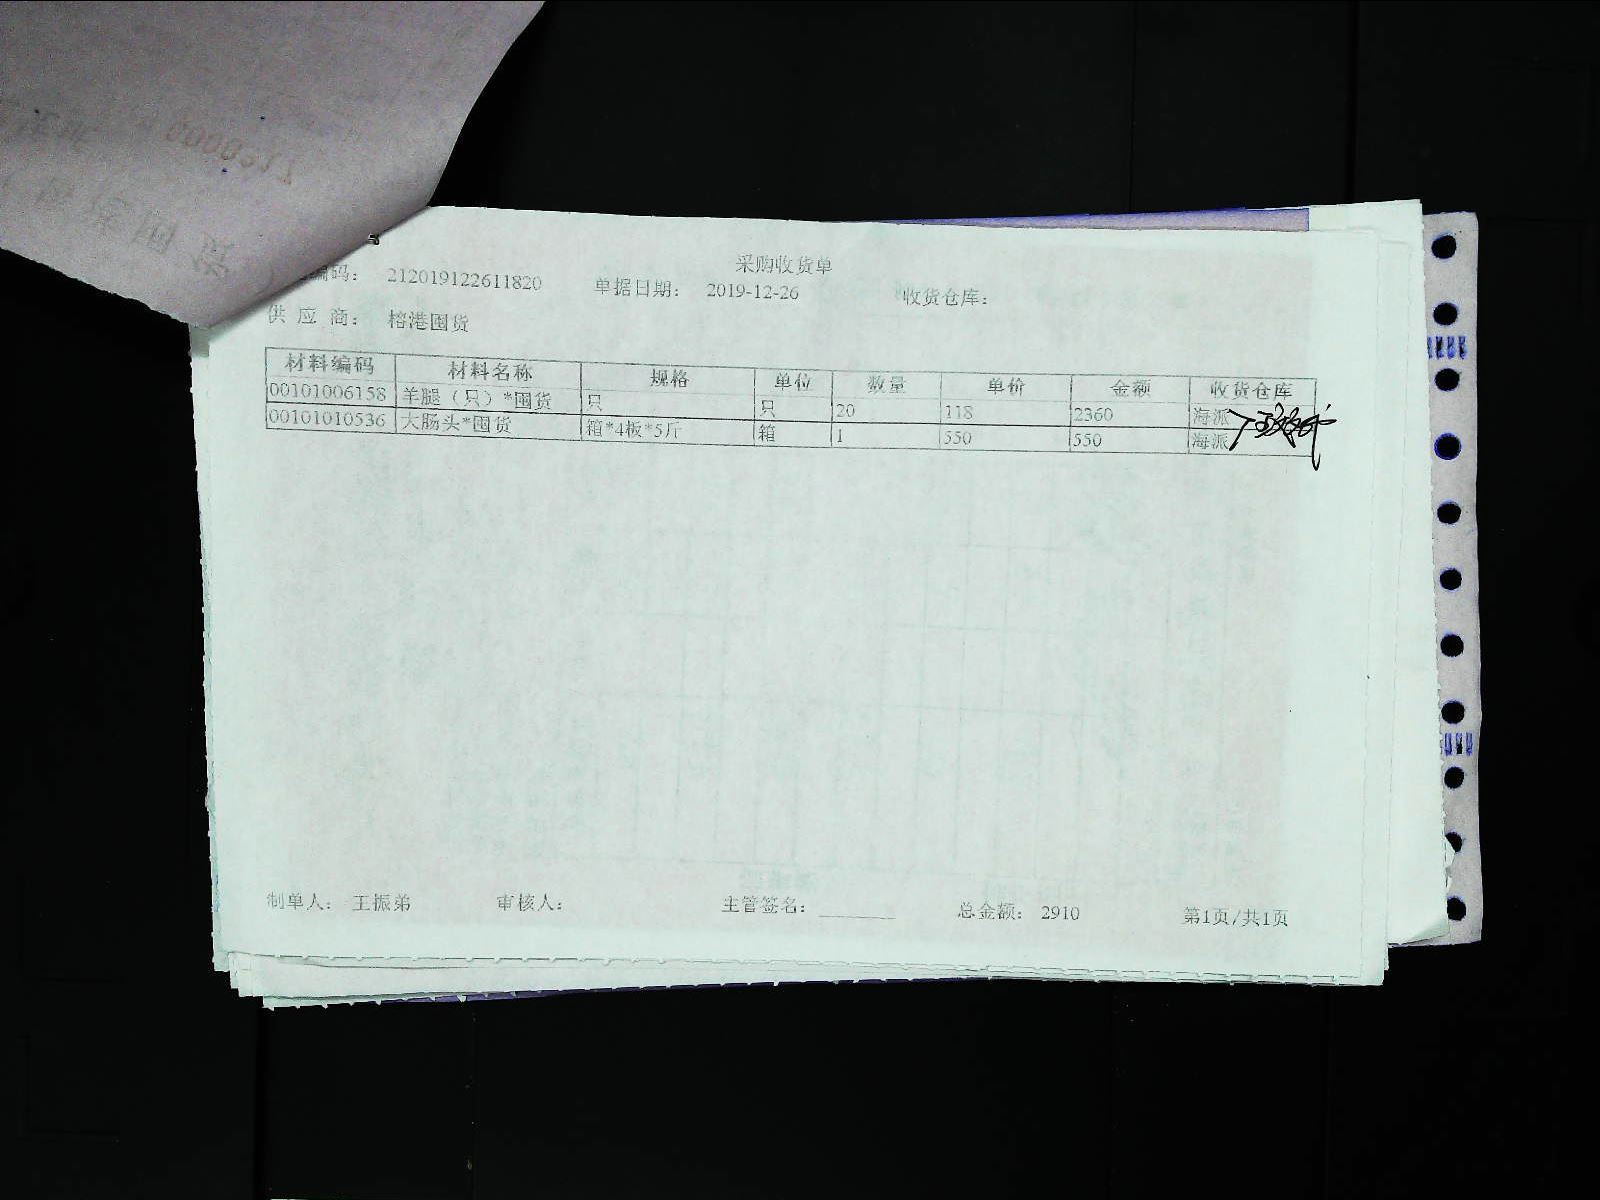 采购收货单
编码： 212019122611820 单据日期： 2019-12-26 收货仓库：
供 应 商： 榕港囤货
材料编码 材料名称 规格 单位 数量 单价 金额 收货仓库
00101006158 羊腿（只）*囤货 只 只 20 118 2360 海派
00101010536 大肠头*囤货 箱*4板*5斤 箱 1 550 550 海派
制单人： 王振弟 审核人： 主管签名： 总金额： 2910 第1页/共1页